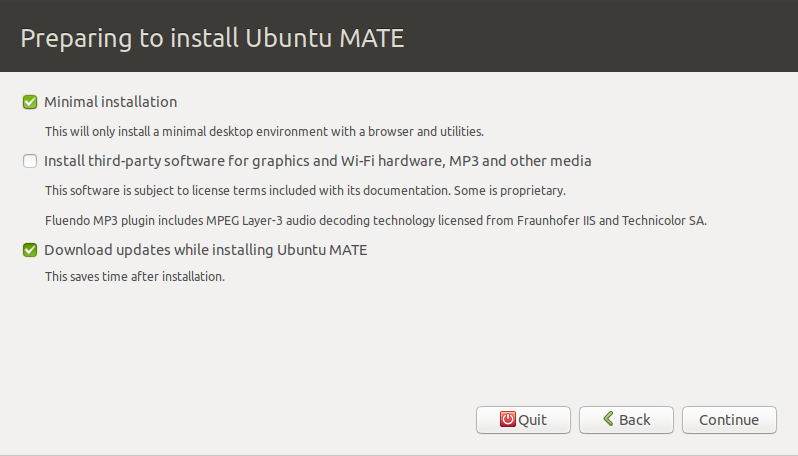 Preparing to install Ubuntu MATE
Minimal installation
This will only install a minimal desktop environment with a browser and utilities.
Install third-party software for graphics and Wi-Fi hardware, MP3 and other media
This software is subject to license terms included with its documentation. Some is proprietary.
Fluendo MP3 plugin includes MPEG Layer-3 audio decoding technology licensed from Fraunhofer IIS and Technicolor SA.
Download updates while installing Ubuntu MATE
This saves time after installation.
Quit Back Continue